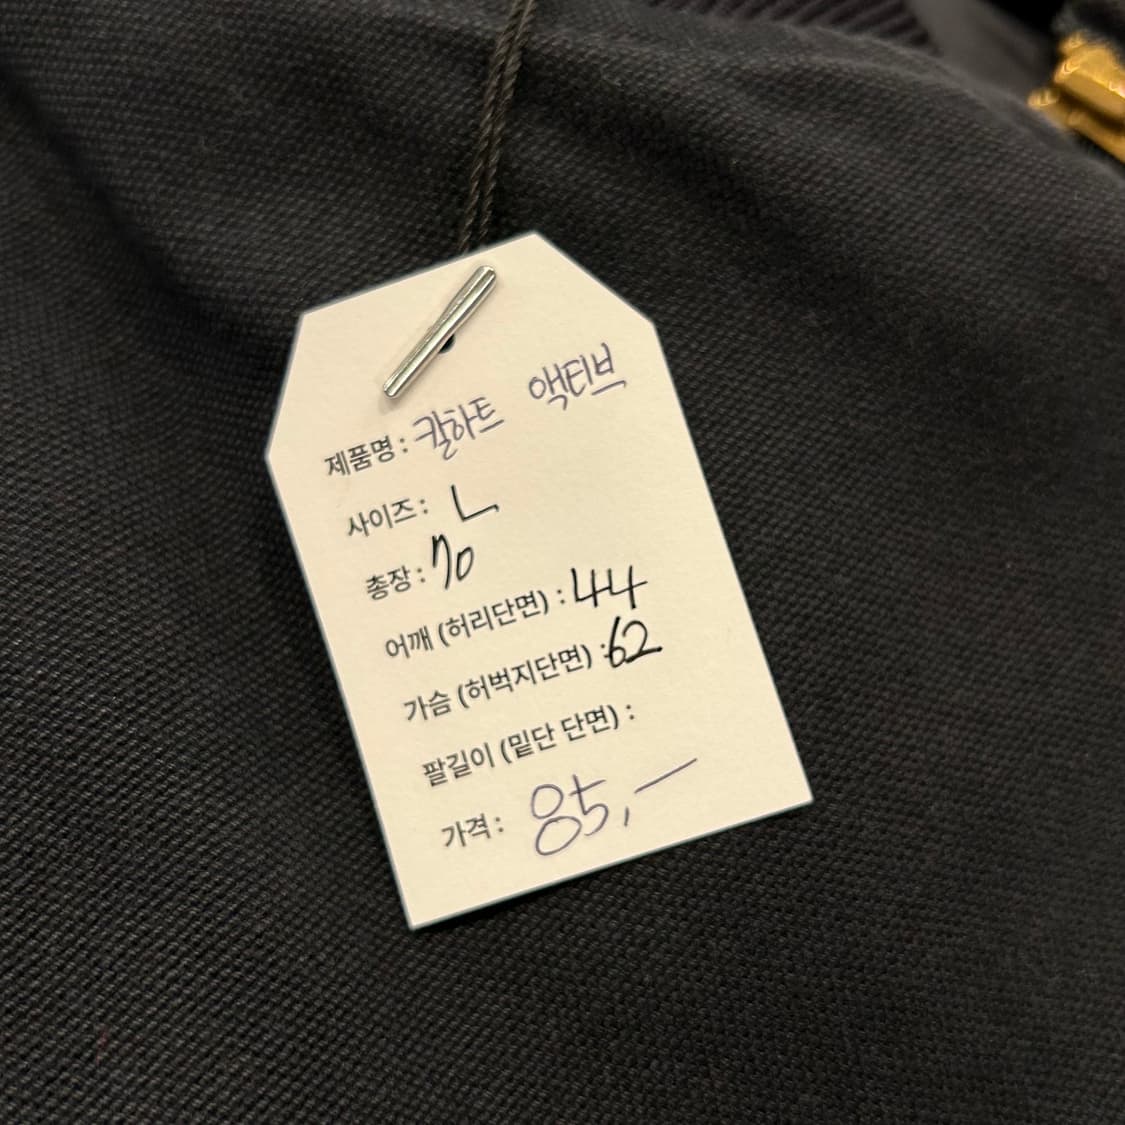 제품명 : 칼하트 액티브
사이즈 : L
총장 : 70
어깨 (허리단면) : 44
가슴 (허벅지단면) : 62
팔길이 (밑단 단면) :
가격 : 85,-